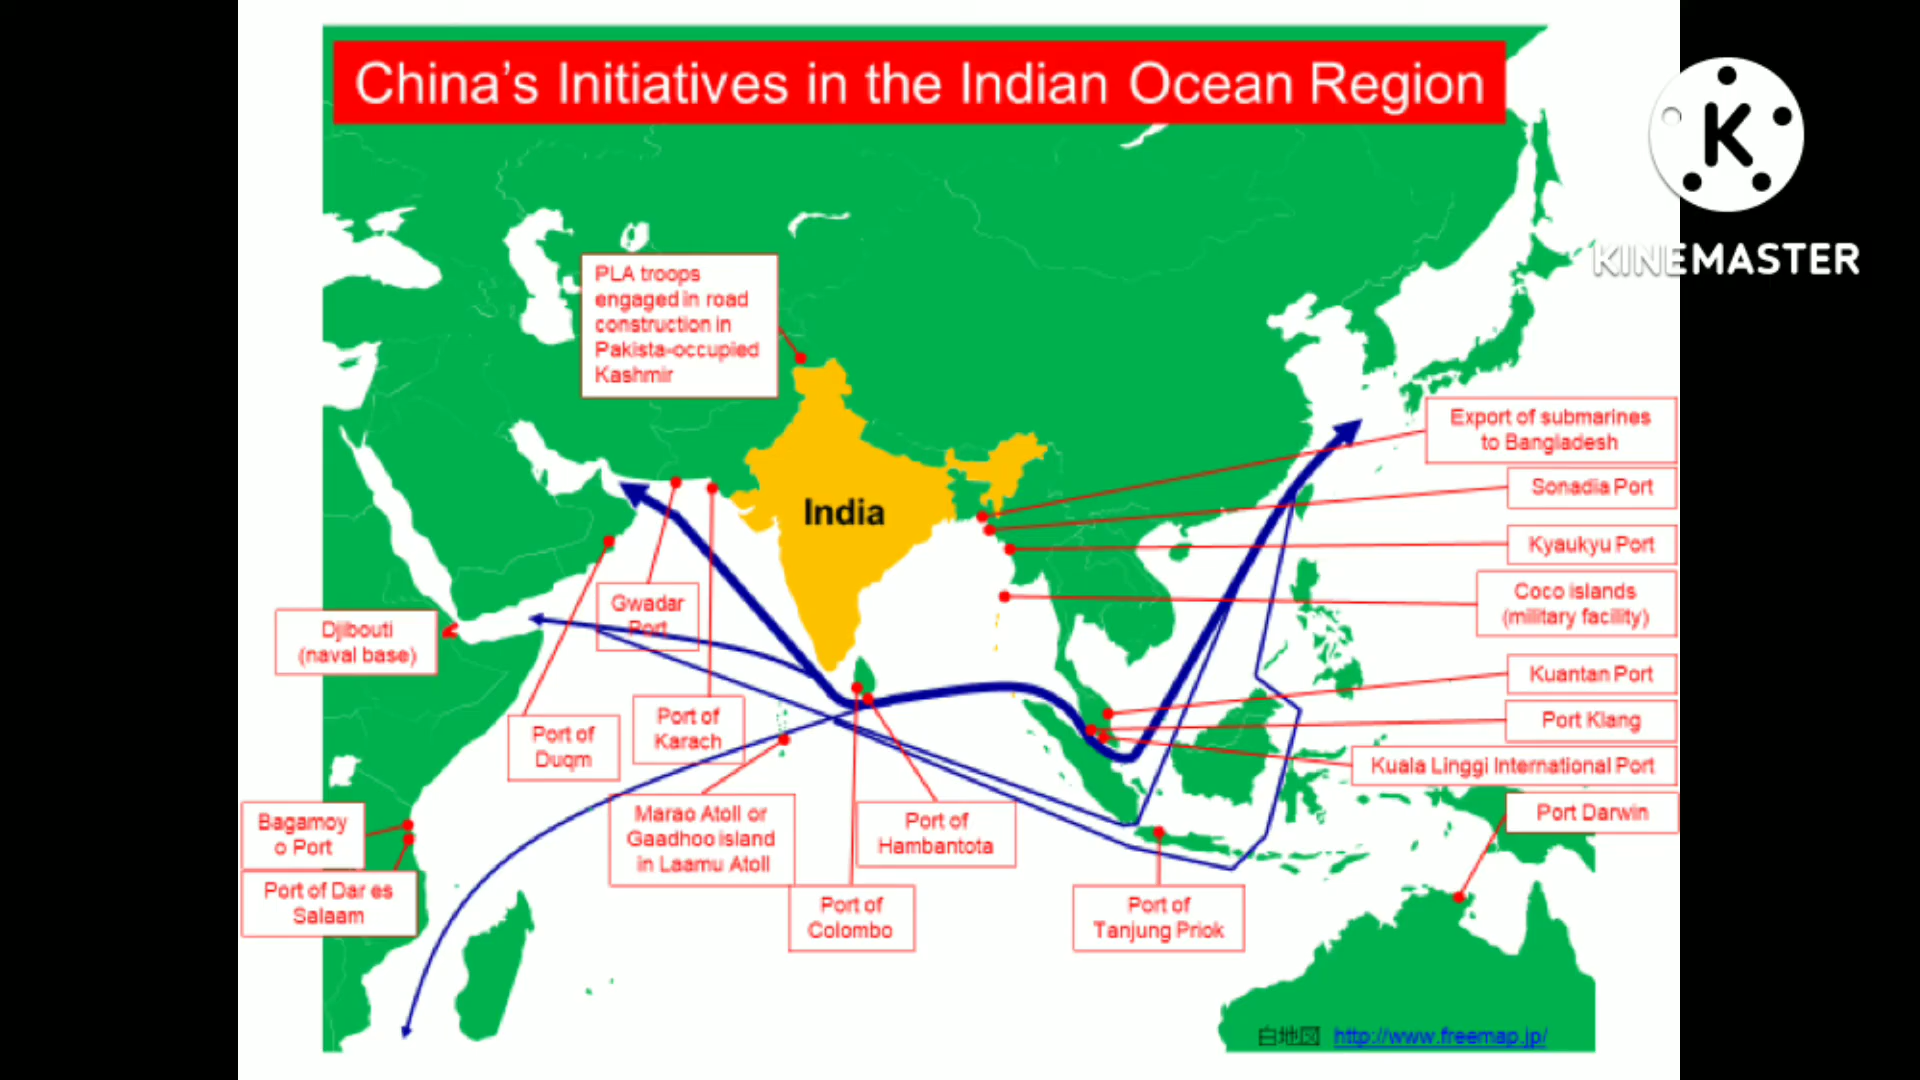 China's Initiatives in the Indian Ocean Region
K
KINEMASTER
PLA troops
engaged in road
construction in
Pakista-occupied
Kashmir
Export of submarines
to Bangladesh
Sonadia Port
India
Kyaukyu Port
Coco islands
(military facility)
Gwadar
Port
Djibouti
(naval base)
Kuantan Port
Port of
Karach
Port Klang
Port of
Duqm
Kuala Linggi International Port
Port Darwin
Bagamoy
o Port
Marao Atoll or
Gaadhoo island
in Laamu Atoll
Port of
Hambantota
Port of Dar es
Salaam
Port of
Colombo
Port of
Tanjung Priok
白地図 http://www.freemap.jp/